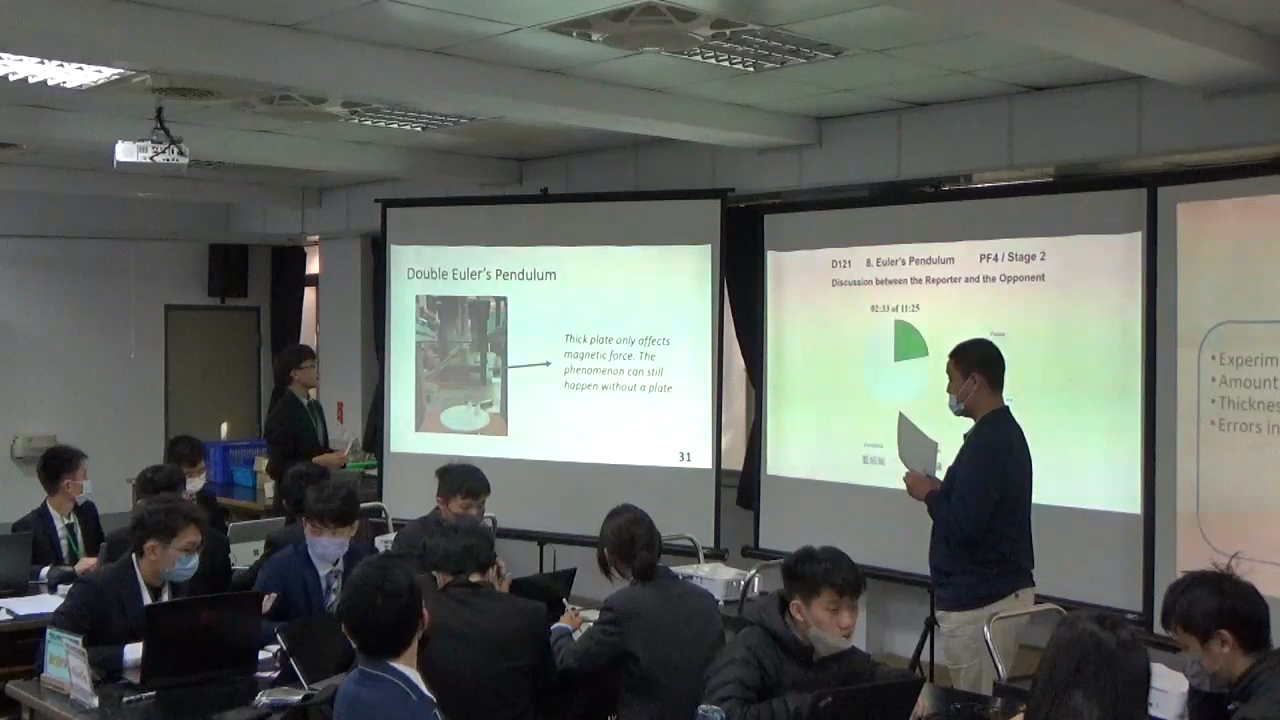 Double Euler's Pendulum
Thick plate only affects
magnetic force. The
phenomenon can still
happen without a plate
31
D121 8. Euler's Pendulum PF4 / Stage 2
Discussion between the Reporter and the Opponent
02:33 of 11:25
• Experim
• Amount
• Thicknes
• Errors in